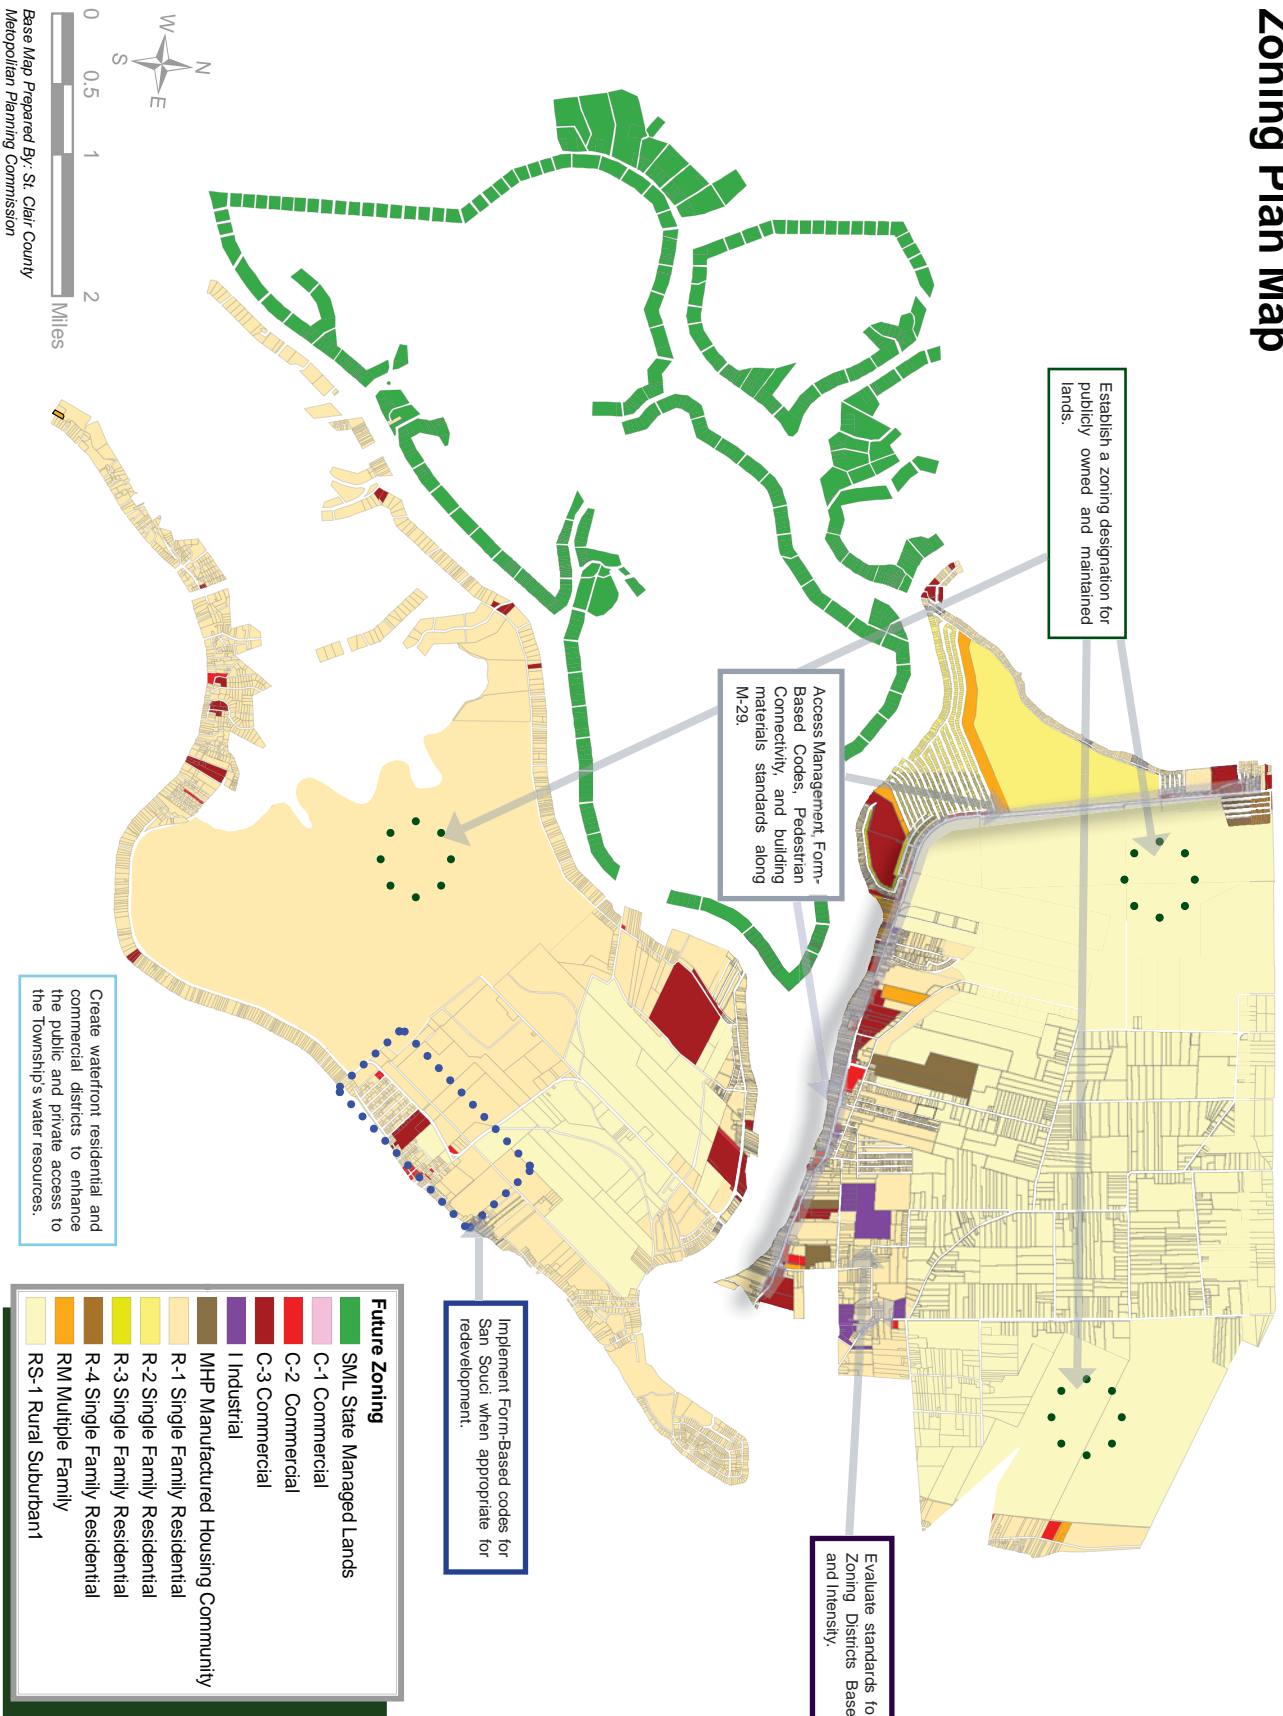 Zoning Plan Map
Establish a zoning designation for
publicly owned and maintained
lands.
Access Management, Form-
Based Codes, Pedestrian
Connectivity, and building
materials standards along
M-29.
Evaluate standards fo
Zoning Districts Base
and Intensity.
Implement Form-Based codes for
San Souci when appropriate for
redevelopment.
Create waterfront residential and
commercial districts to enhance
the public and private access to
the Township's water resources.
Future Zoning
SML State Managed Lands
C-1 Commercial
C-2 Commercial
C-3 Commercial
I Industrial
MHP Manufactured Housing Community
R-1 Single Family Residential
R-2 Single Family Residential
R-3 Single Family Residential
R-4 Single Family Residential
RM Multiple Family
RS-1 Rural Suburban1
N
W
E
S
0 0.5 1 2
Miles
Base Map Prepared By: St. Clair County
Metopolitan Planning Commission